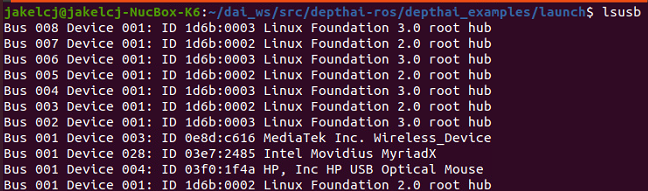 jakelcj@jakelcj-NucBox-K6:~/dai_ws/src/depthai-ros/depthai_examples/launch$ lsusb
Bus 008 Device 001: ID 1d6b:0003 Linux Foundation 3.0 root hub
Bus 007 Device 001: ID 1d6b:0002 Linux Foundation 2.0 root hub
Bus 006 Device 001: ID 1d6b:0003 Linux Foundation 3.0 root hub
Bus 005 Device 001: ID 1d6b:0002 Linux Foundation 2.0 root hub
Bus 004 Device 001: ID 1d6b:0003 Linux Foundation 3.0 root hub
Bus 003 Device 001: ID 1d6b:0002 Linux Foundation 2.0 root hub
Bus 002 Device 001: ID 1d6b:0003 Linux Foundation 3.0 root hub
Bus 001 Device 003: ID 0e8d:c616 MediaTek Inc. Wireless_Device
Bus 001 Device 028: ID 03e7:2485 Intel Movidius MyriadX
Bus 001 Device 004: ID 03f0:1f4a HP, Inc HP USB Optical Mouse
Bus 001 Device 001: ID 1d6b:0002 Linux Foundation 2.0 root hub